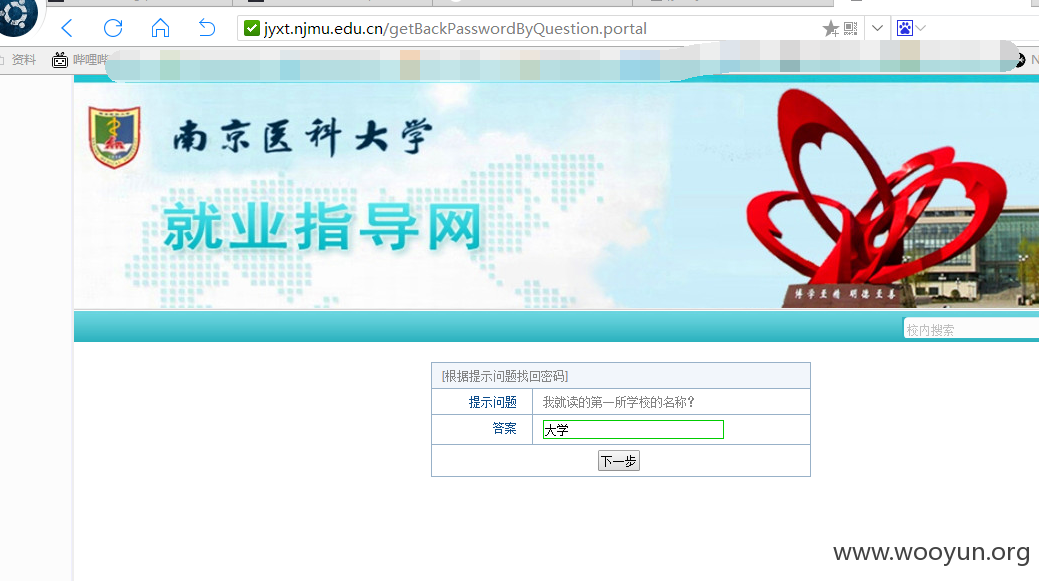 jyxt.njmu.edu.cn/getBackPasswordByQuestion.portal
资料 哔哩哔
南京医科大学
就业指导网
博学至精 明德至善
校内搜索
[根据提示问题找回密码]
提示问题 我就读的第一所学校的名称?
答案 大学
下一步
www.wooyun.org